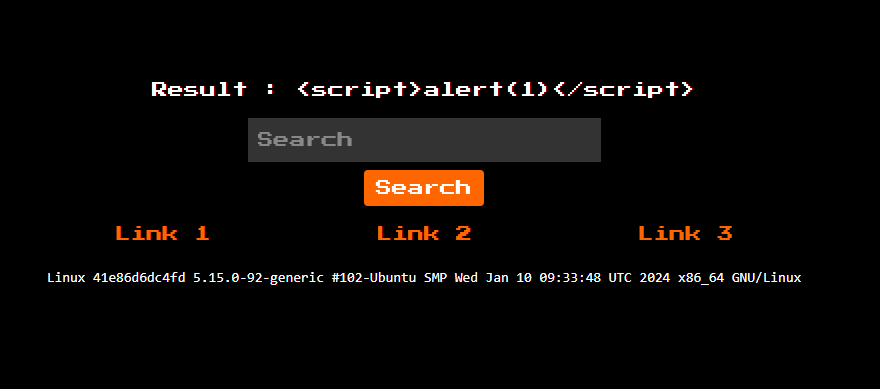 Result : <script>alert(1)</script>
Search
Search
Link 1 Link 2 Link 3
Linux 41e86d6dc4fd 5.15.0-92-generic #102-Ubuntu SMP Wed Jan 10 09:33:48 UTC 2024 x86_64 GNU/Linux